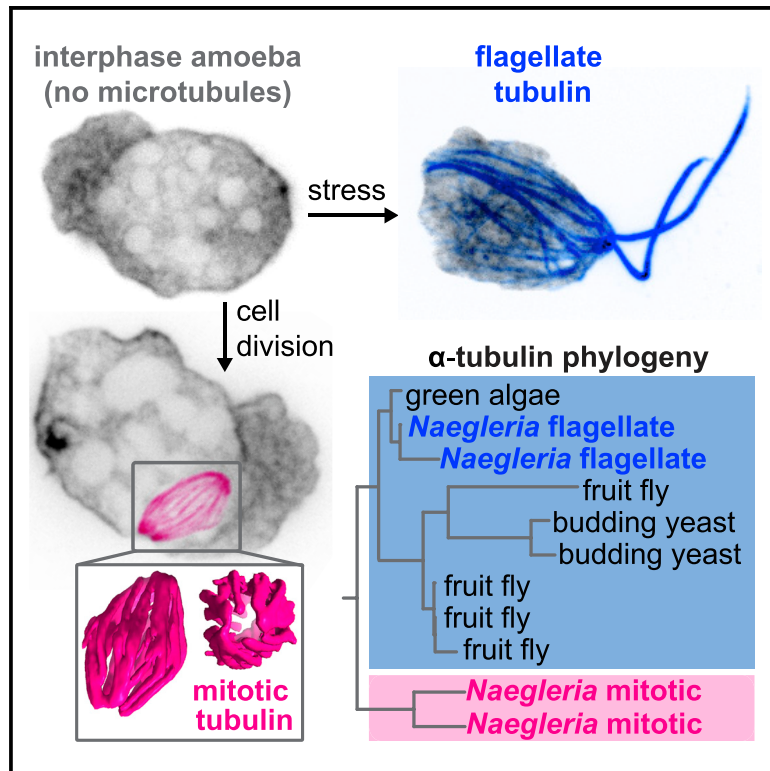 interphase amoeba
(no microtubules)
flagellate
tubulin
stress
cell
division
mitotic
tubulin
α-tubulin phylogeny
green algae
Naegleria flagellate
Naegleria flagellate
fruit fly
budding yeast
budding yeast
fruit fly
fruit fly
fruit fly
Naegleria mitotic
Naegleria mitotic